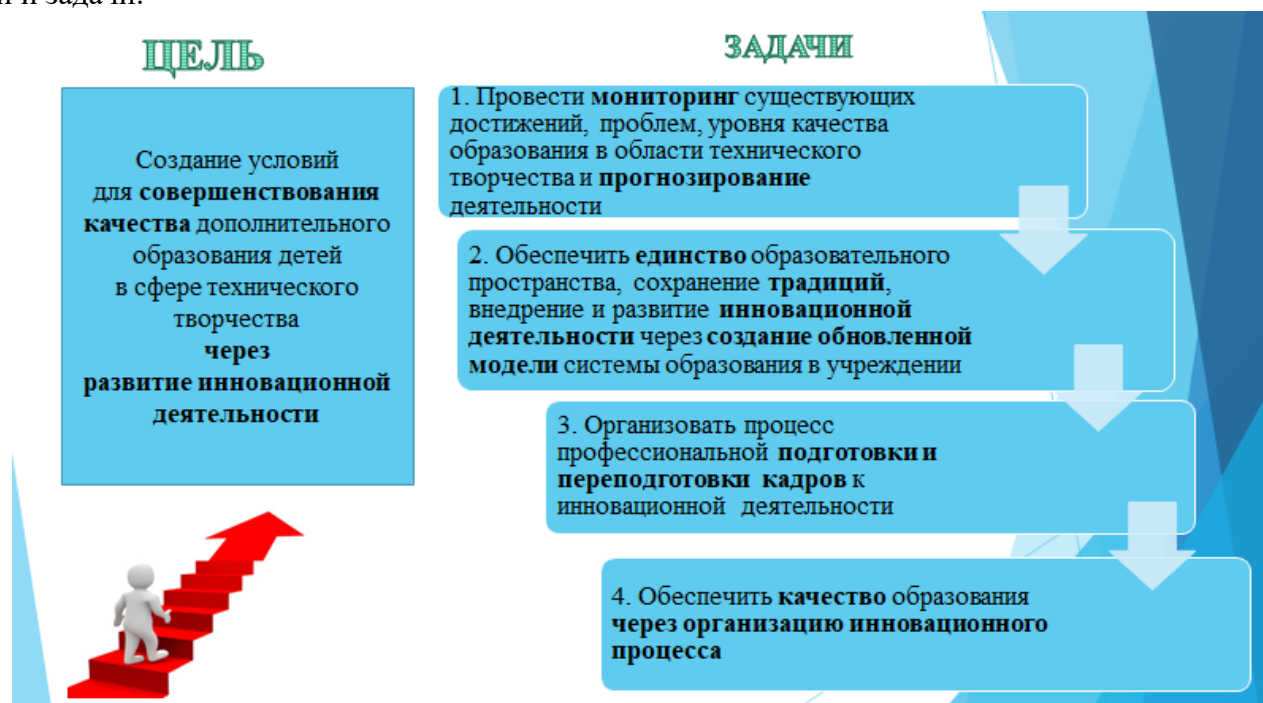 и задачи.
ЦЕЛЬ
Создание условий
для совершенствования
качества дополнительного
образования детей
в сфере технического
творчества
через
развитие инновационной
деятельности
ЗАДАЧИ
1. Провести мониторинг существующих
достижений, проблем, уровня качества
образования в области технического
творчества и прогнозирование
деятельности
2. Обеспечить единство образовательного
пространства, сохранение традиций,
внедрение и развитие инновационной
деятельности через создание обновленной
модели системы образования в учреждении
3. Организовать процесс
профессиональной подготовки и
переподготовки кадров к
инновационной деятельности
4. Обеспечить качество образования
через организацию инновационного
процесса